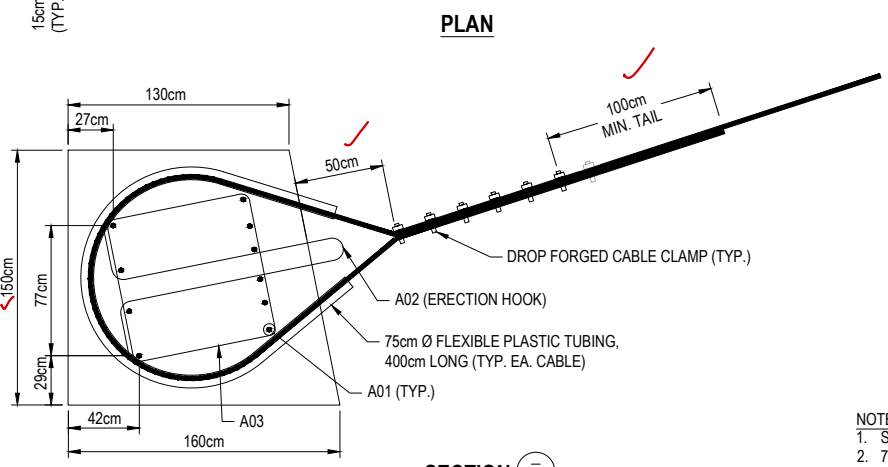 15cm
(TYP.
PLAN
130cm
27cm
50cm
100cm
MIN. TAIL
150cm
77cm
29cm
DROP FORGED CABLE CLAMP (TYP.)
A02 (ERECTION HOOK)
75cm Ø FLEXIBLE PLASTIC TUBING,
400cm LONG (TYP. EA. CABLE)
A01 (TYP.)
A03
42cm
160cm
NOTE
1. S
2. 7
SECTION